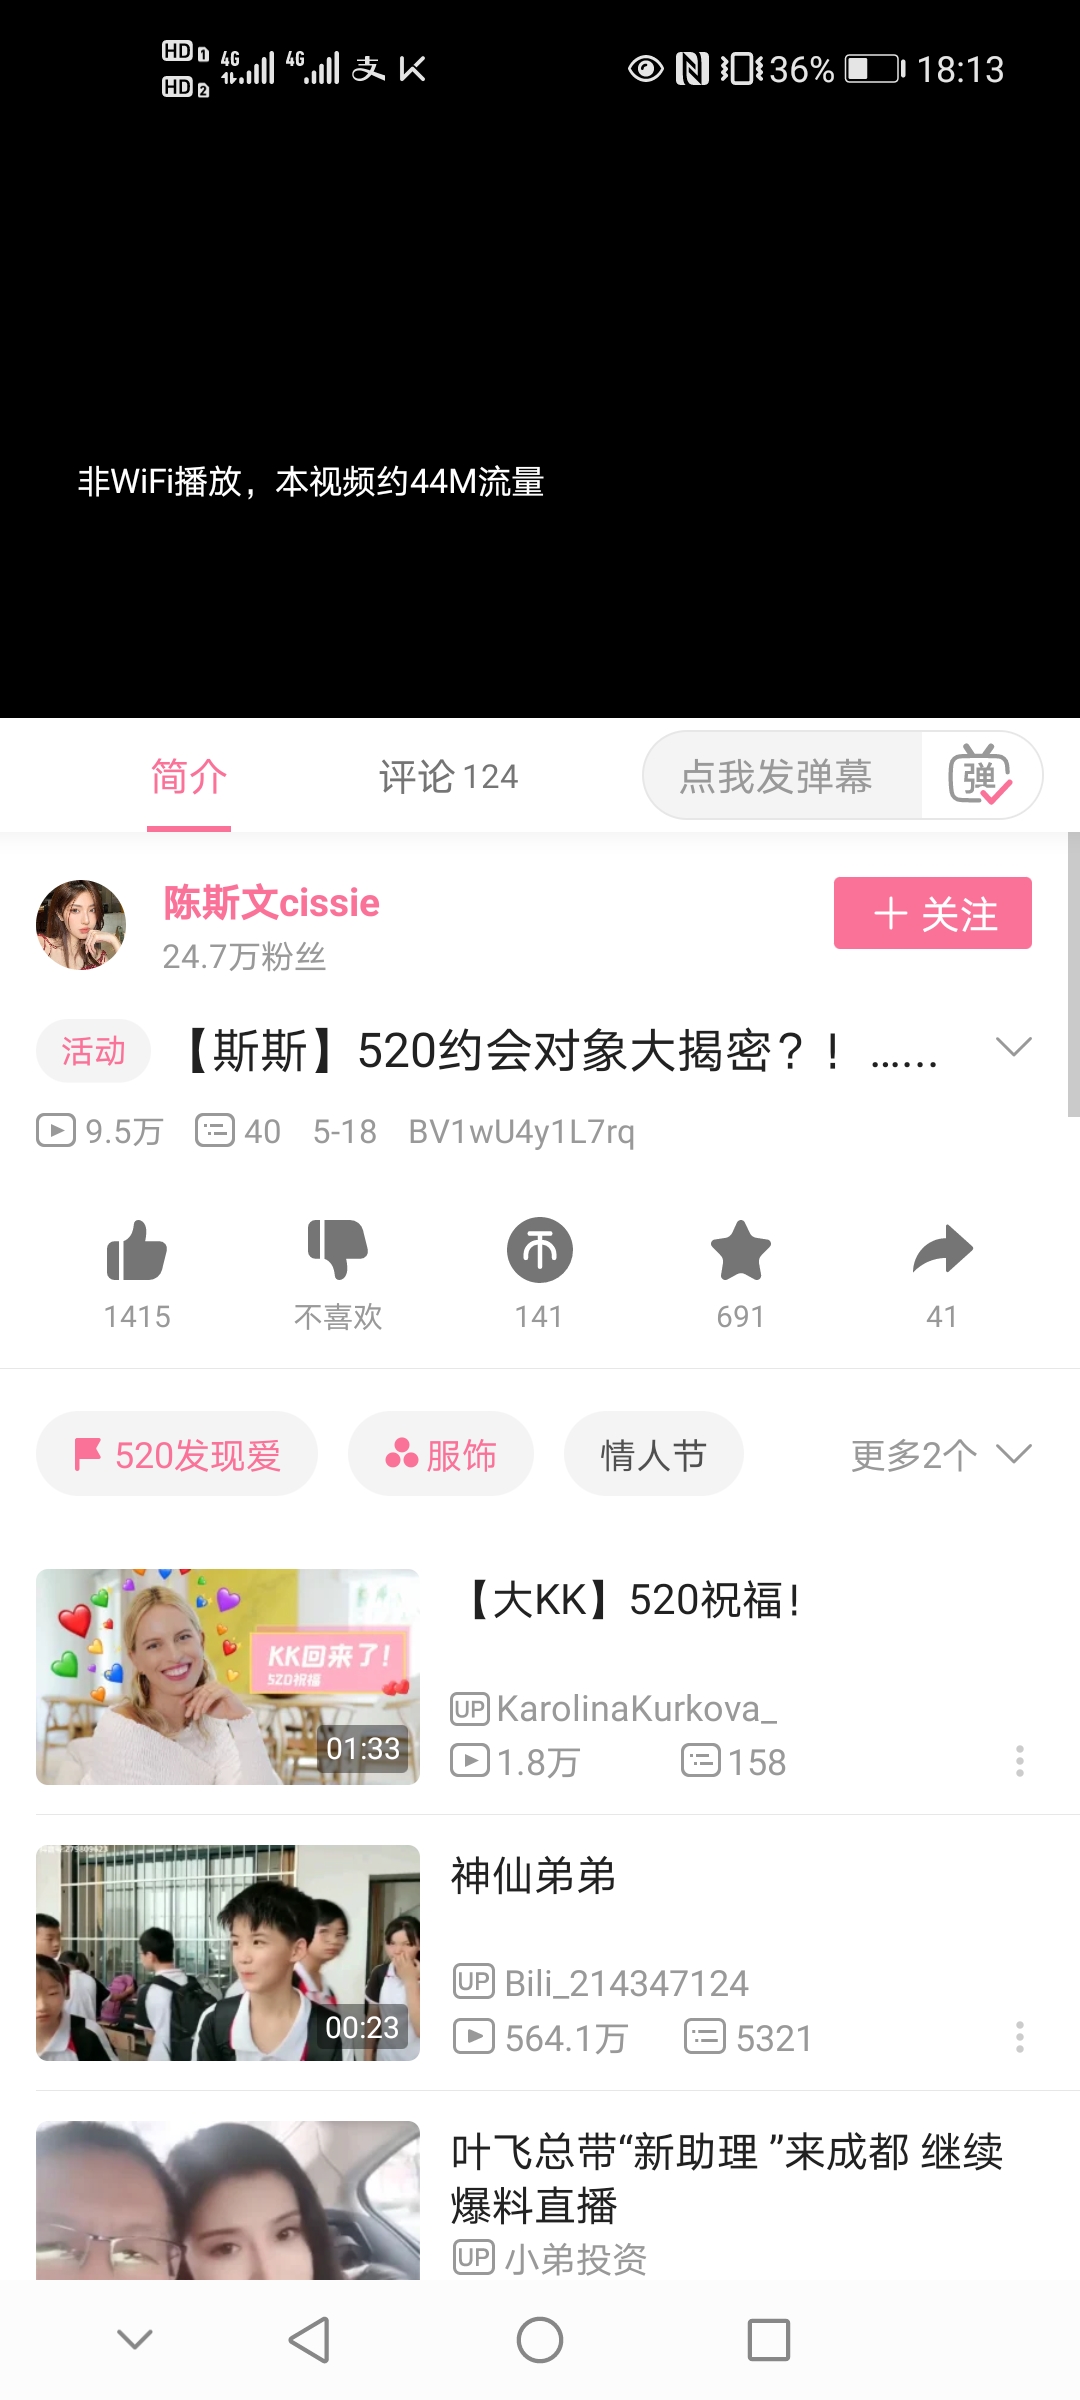 HD 1 4G 4G 支 K 36% 18:13
HD 2
非WiFi播放，本视频约44M流量
简介 评论 124 点我发弹幕 弹
陈斯文cissie
24.7万粉丝
关注
活动 【斯斯】520约会对象大揭密？！…...
9.5万 40 5-18 BV1wU4y1L7rq
1415 不喜欢 141 691 41
520发现爱 服饰 情人节 更多2个
【大KK】520祝福！
KK回来了！
520祝福
01:33
UP KarolinaKurkova_
1.8万 158
神仙弟弟
00:23
UP Bili_214347124
564.1万 5321
叶飞总带“新助理 ”来成都 继续
爆料直播
UP 小弟投资